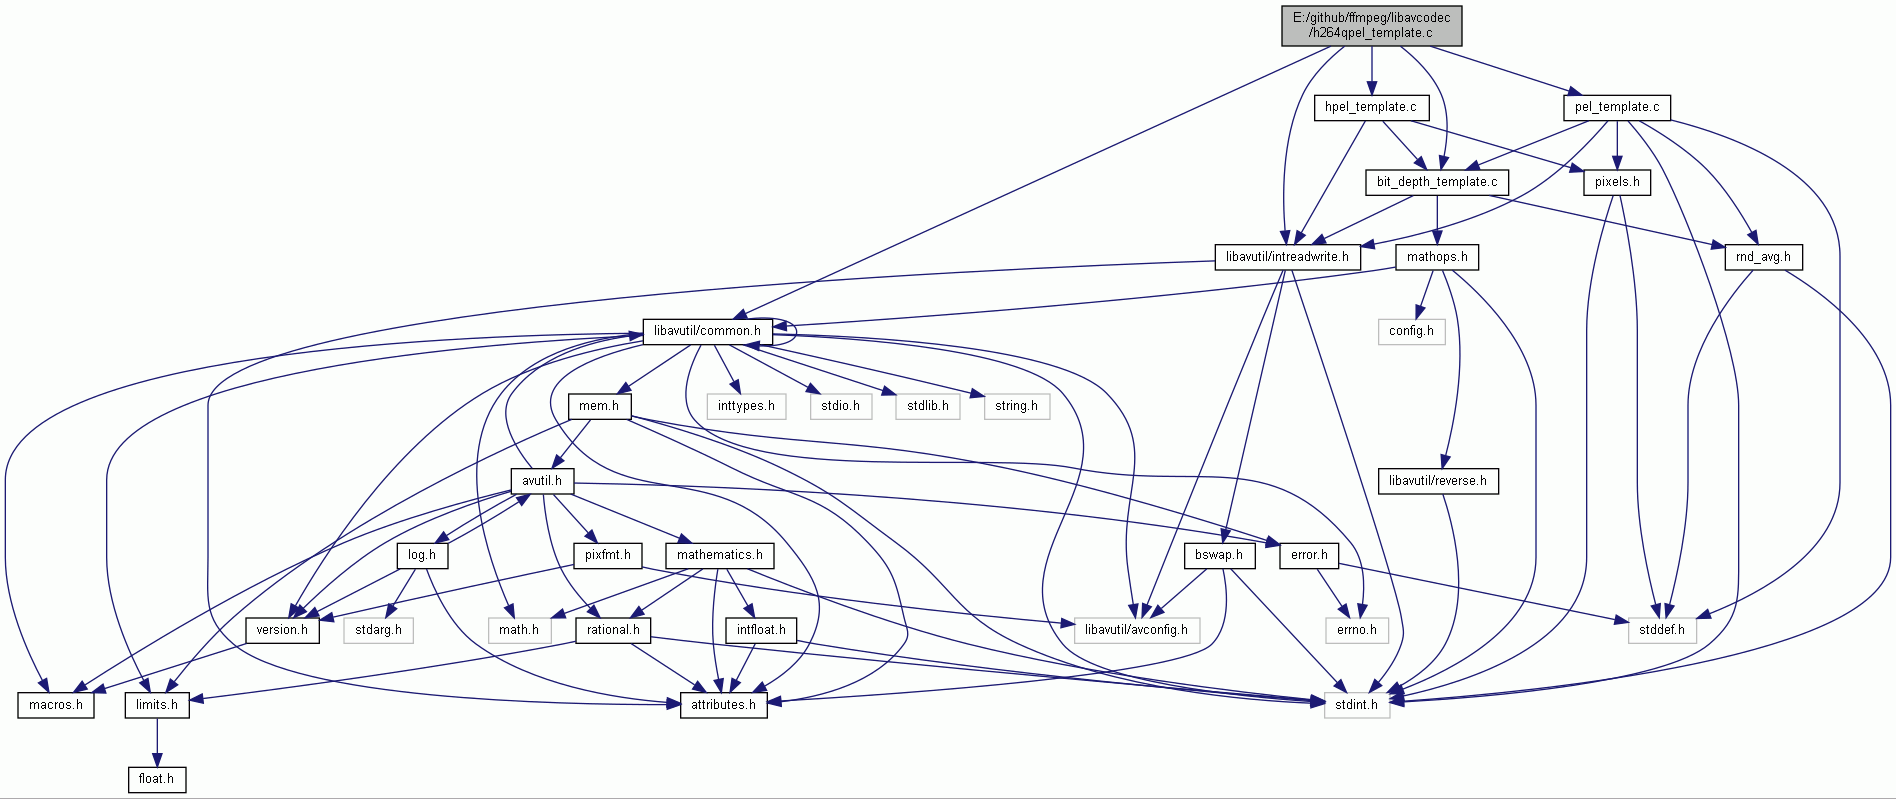 E:/github/ffmpeg/libavcodec
/h264qpel_template.c
hpel_template.c
pel_template.c
bit_depth_template.c
pixels.h
libavutil/intreadwrite.h
mathops.h
rnd_avg.h
libavutil/common.h
config.h
mem.h
inttypes.h
stdio.h
stdlib.h
string.h
avutil.h
libavutil/reverse.h
log.h
pixfmt.h
mathematics.h
bswap.h
error.h
version.h
stdarg.h
math.h
rational.h
intfloat.h
libavutil/avconfig.h
errno.h
stddef.h
macros.h
limits.h
attributes.h
stdint.h
float.h